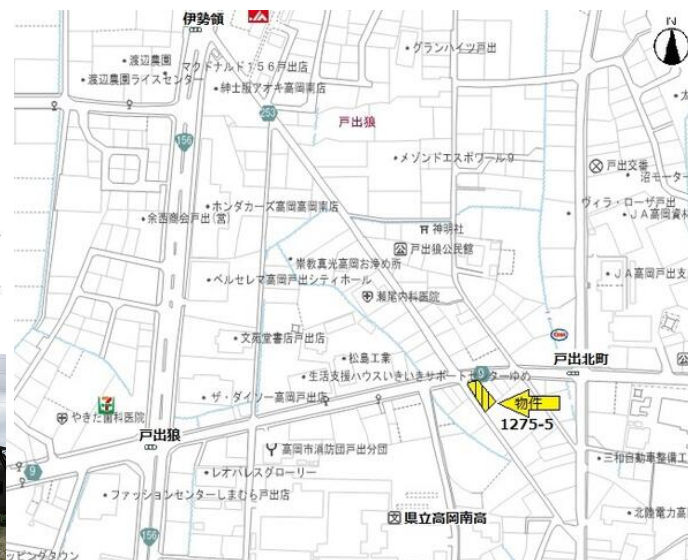 伊勢領
N
渡辺農園
マクドナルド156戸出店
グランハイツ戸出
渡辺農園ライスセンター
紳士服アオキ高岡南店
253
戸出狼
156
メゾンドエスポワール9
戸出交番
沼モーター
ヴィラ・ローザ戸出
ホンダカーズ高岡高岡南店
余西商会戸出(営)
JA高岡資材
神明社
戸出狼公民館
崇教真光高岡お浄め所
JA高岡戸出支
ベルセレマ高岡戸出シティホール
瀬尾内科医院
文苑堂書店戸出店
松島工業
戸出北町
9
生活支援ハウスいきいきサポートセンターゆめ
ザ・ダイソー高岡戸出店
物件
1275-5
やきた歯科医院
戸出狼
高岡市消防団戸出分団
三和自動車整備工
9
レオパレスグローリー
ファッションセンターしまむら戸出店
県立高岡南高
北陸電力高
156
ッピングタウン